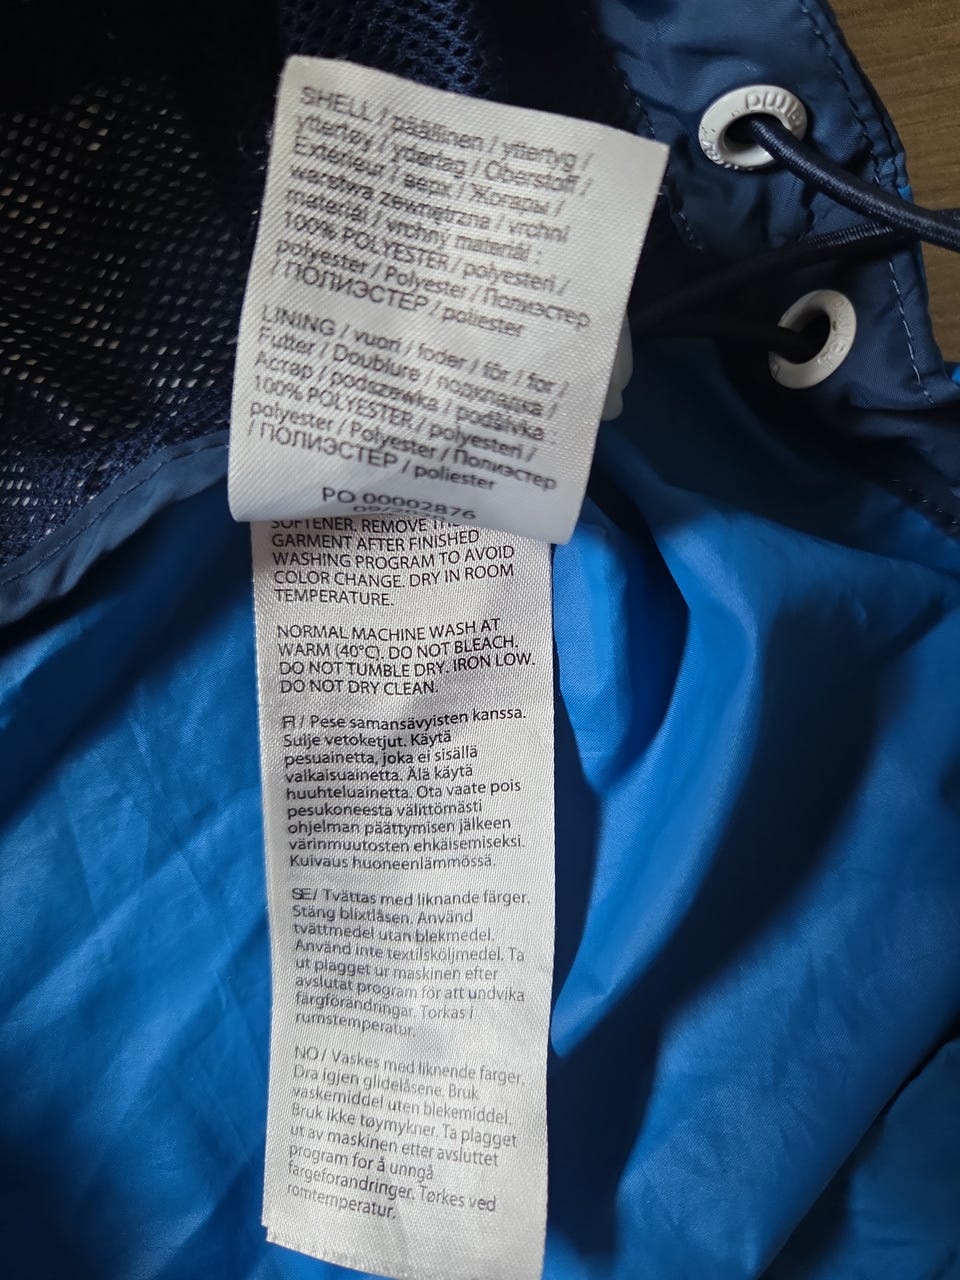 SHELL / päällinen / yttertyg /
yttertøy / ydertøj / Oberstoff /
Extérieur / верх / Жоғары /
warstwa zewnętrzna / vrchní
materiál / vrchný materiál :
100% POLYESTER / polyesteri /
polyester / Polyester / Полиэстер
/ ПОЛИЭСТЕР / poliester
LINING / vuori / foder / fôr / for /
Futter / Doublure / подкладка /
Астар / podszewka / podšívka :
100% POLYESTER / polyesteri /
polyester / Polyester / Полиэстер
/ ПОЛИЭСТЕР / poliester
PO 00002876
SOFTENER. REMOVE THE
GARMENT AFTER FINISHED
WASHING PROGRAM TO AVOID
COLOR CHANGE. DRY IN ROOM
TEMPERATURE.
NORMAL MACHINE WASH AT
WARM (40°C). DO NOT BLEACH.
DO NOT TUMBLE DRY. IRON LOW.
DO NOT DRY CLEAN.
FI / Pese samansävyisten kanssa.
Sulje vetoketjut. Käytä
pesuainetta, joka ei sisällä
valkaisuainetta. Älä käytä
huuhteluainetta. Ota vaate pois
pesukoneesta välittömästi
ohjelman päättymisen jälkeen
värinmuutosten ehkäisemiseksi.
Kuivaus huoneenlämmössä.
SE/ Tvättas med liknande färger.
Stäng blixtlåsen. Använd
tvättmedel utan blekmedel.
Använd inte textilsköljmedel. Ta
ut plagget ur maskinen efter
avslutat program för att undvika
färgförändringar. Torkas i
rumstemperatur.
NO / Vaskes med liknende farger.
Dra igjen glidelåsene. Bruk
vaskemiddel uten blekemiddel.
Bruk ikke tøymykner. Ta plagget
ut av maskinen etter avsluttet
program for å unngå
fargeforandringer. Tørkes ved
romtemperatur.